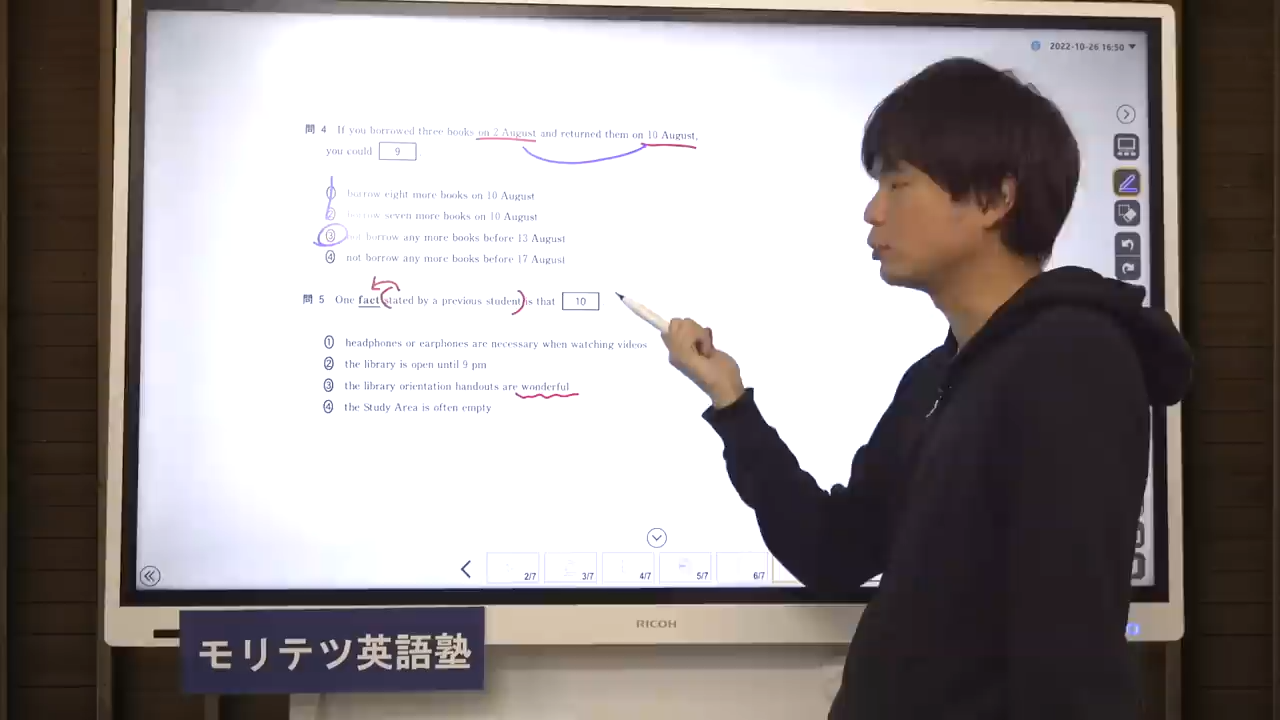 2022-10-26 16:50
問 4 If you borrowed three books on 2 August and returned them on 10 August,
you could 9
① borrow eight more books on 10 August
② borrow seven more books on 10 August
③ not borrow any more books before 13 August
④ not borrow any more books before 17 August
問 5 One fact stated by a previous student is that 10
① headphones or earphones are necessary when watching videos
② the library is open until 9 pm
③ the library orientation handouts are wonderful
④ the Study Area is often empty
2/7 3/7 4/7 5/7 6/7
RICOH
モリテツ英語塾